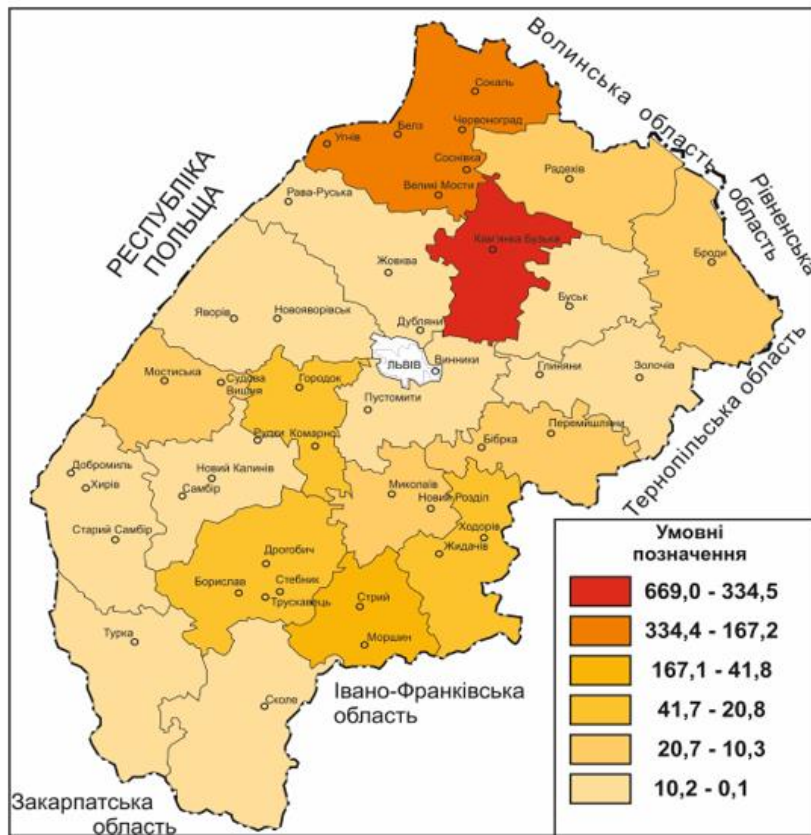 Волинська область
Рівненська
область
РЕСПУБЛІКА
ПОЛЬЩА
Сокаль
Червоноград
Белз
Угнів
Соснівка
Великі Мости
Радехів
Рава-Руська
Кам'янка Бузька
Броди
Жовква
Буськ
Яворів
Новояворівськ
Дубляни
ЛЬВІВ
Винники
Глиняни
Золочів
Мостиська
Судова
Вишня
Городок
Пустомити
Рудки
Комарно
Бібрка
Перемишляни
Тернопільська область
Добромиль
Хирів
Новий Калинів
Самбір
Миколаїв
Новий Розділ
Старий Самбір
Ходорів
Жидачів
Дрогобич
Борислав
Стебник
Трускавець
Стрий
Моршин
Турка
Сколе
Івано-Франківська
область
Закарпатська
область
Умовні
позначення
669,0 - 334,5
334,4 - 167,2
167,1 - 41,8
41,7 - 20,8
20,7 - 10,3
10,2 - 0,1